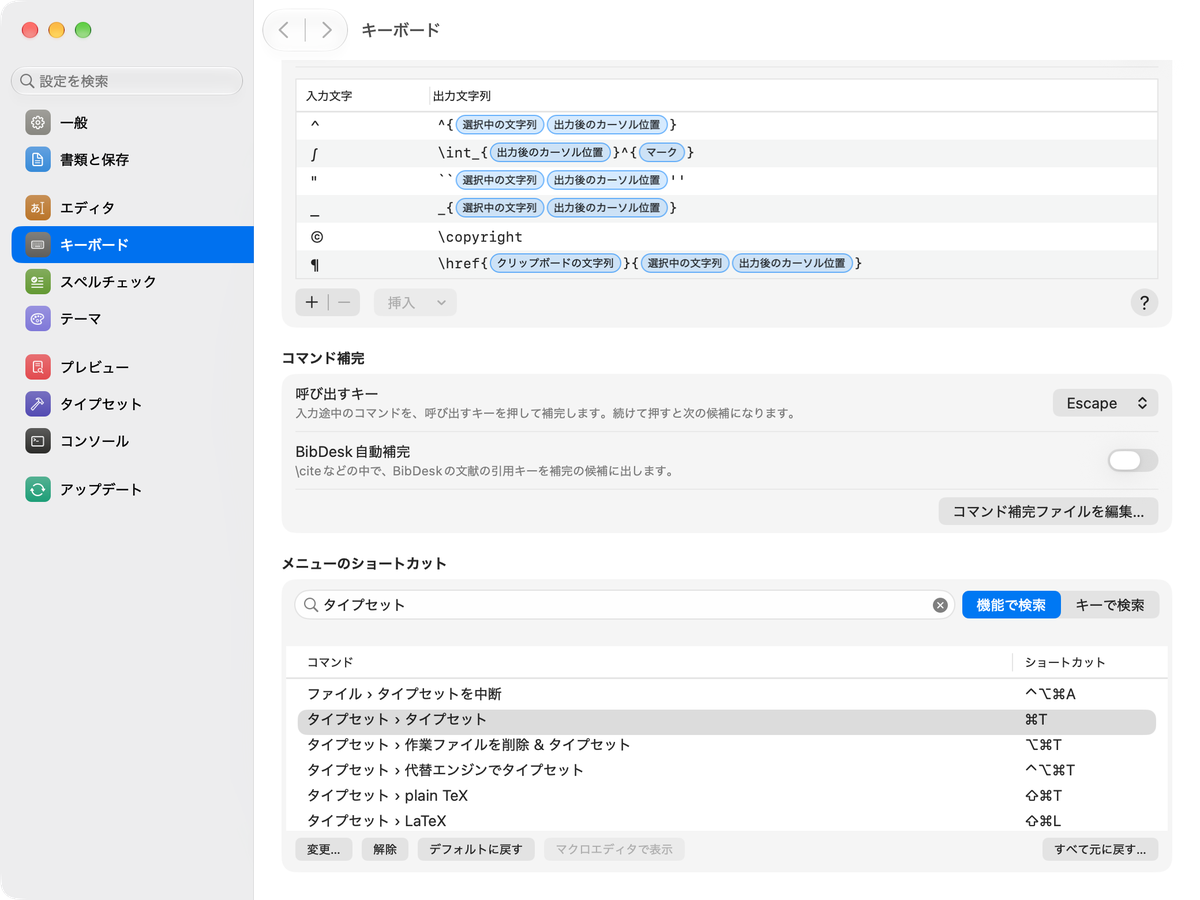 キーボード
設定を検索
一般
書類と保存
エディタ
キーボード
スペルチェック
テーマ
プレビュー
タイプセット
コンソール
アップデート
入力文字 出力文字列
^ ^{選択中の文字列 出力後のカーソル位置}
∫ \int_{出力後のカーソル位置}^{マーク}
" ``選択中の文字列 出力後のカーソル位置''
_ _{選択中の文字列 出力後のカーソル位置}
© \copyright
¶ \href{クリップボードの文字列}{選択中の文字列 出力後のカーソル位置}
+ − 挿入 ?
コマンド補完
呼び出すキー
入力途中のコマンドを、呼び出すキーを押して補完します。続けて押すと次の候補になります。
Escape
BibDesk 自動補完
\cite などの中で、BibDesk の文献の引用キーを補完の候補に出します。
コマンド補完ファイルを編集...
メニューのショートカット
タイプセット 機能で検索 キーで検索
コマンド ショートカット
ファイル › タイプセットを中断 ^⌥⌘A
タイプセット › タイプセット ⌘T
タイプセット › 作業ファイルを削除 & タイプセット ⌥⌘T
タイプセット › 代替エンジンでタイプセット ^⌥⌘T
タイプセット › plain TeX ⇧⌘T
タイプセット › LaTeX ⇧⌘L
変更... 解除 デフォルトに戻す マクロエディタで表示 すべて元に戻す...